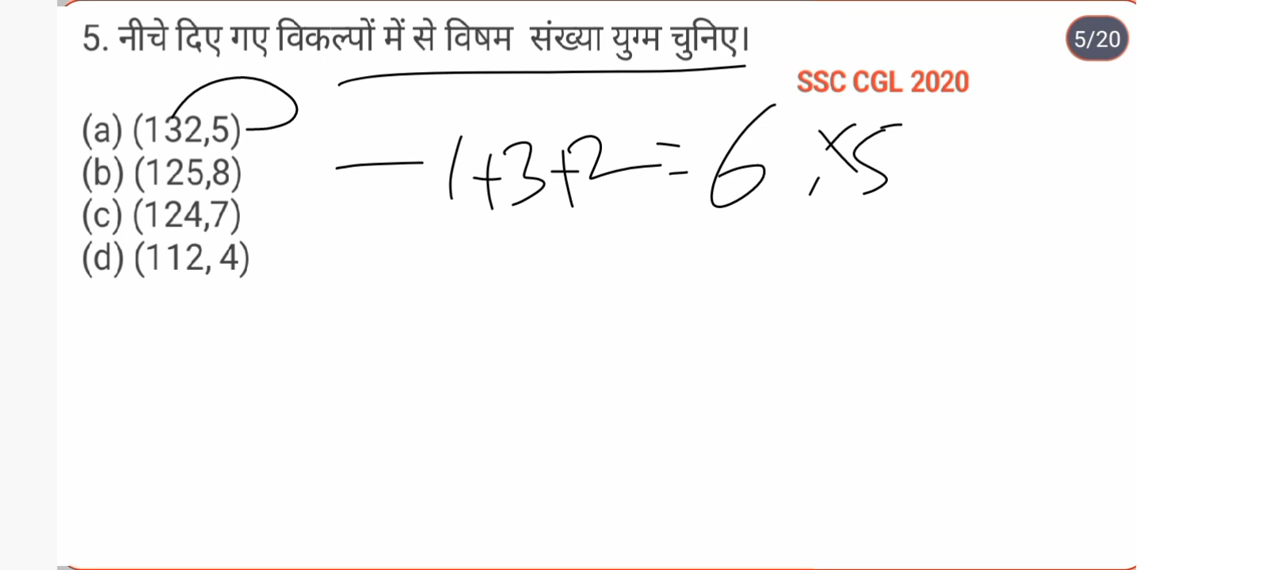 5. नीचे दिए गए विकल्पों में से विषम संख्या युग्म चुनिए।
5/20
SSC CGL 2020
(a) (132,5)
1+3+2=6, ×5
(b) (125,8)
(c) (124,7)
(d) (112, 4)